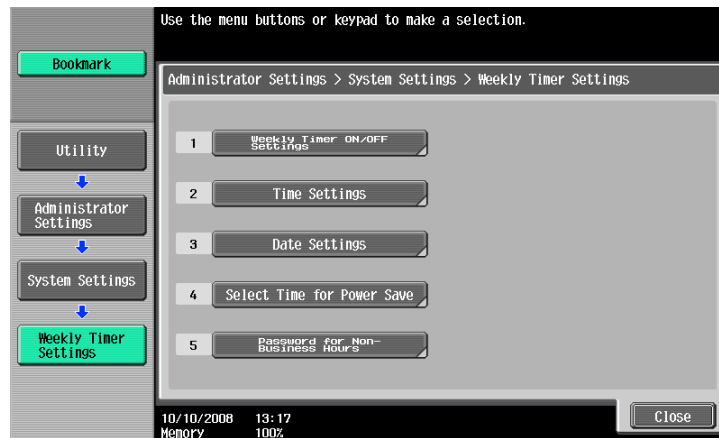 Use the menu buttons or keypad to make a selection.
Bookmark
Administrator Settings > System Settings > Weekly Timer Settings
Utility
Administrator
Settings
System Settings
Weekly Timer
Settings
1 Weekly Timer ON/OFF
Settings
2 Time Settings
3 Date Settings
4 Select Time for Power Save
5 Password for Non-
Business Hours
10/10/2008 13:17
Memory 100%
Close